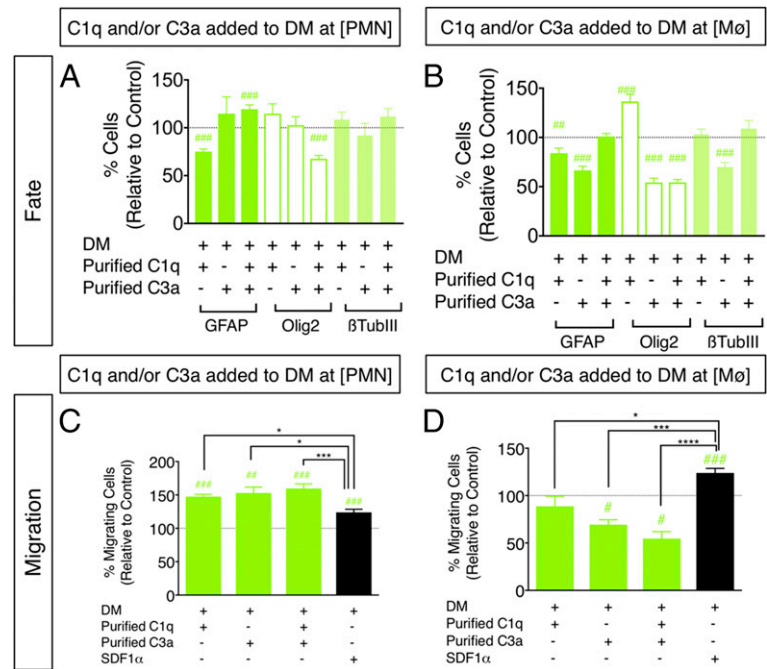 C1q and/or C3a added to DM at [PMN]
C1q and/or C3a added to DM at [Mø]
Fate
A
% Cells
(Relative to Control)
150
100
50
0
###
###
###
DM + + + + + + + + +
Purified C1q + - + + - + + - +
Purified C3a - + + - + + - + +
GFAP Olig2 ßTubIII
B
% Cells
(Relative to Control)
150
100
50
0
##
###
###
###
###
###
DM + + + + + + + + +
Purified C1q + - + + - + + - +
Purified C3a - + + - + + - + +
GFAP Olig2 ßTubIII
C1q and/or C3a added to DM at [PMN]
C1q and/or C3a added to DM at [Mø]
Migration
C
% Migrating Cells
(Relative to Control)
200
150
100
50
0
*
*
***
###
##
###
###
DM + + + +
Purified C1q + - + -
Purified C3a - + + -
SDF1α - - - +
D
% Migrating Cells
(Relative to Control)
150
100
50
0
*
***
****
#
#
###
DM + + + +
Purified C1q + - + -
Purified C3a - + + -
SDF1α - - - +